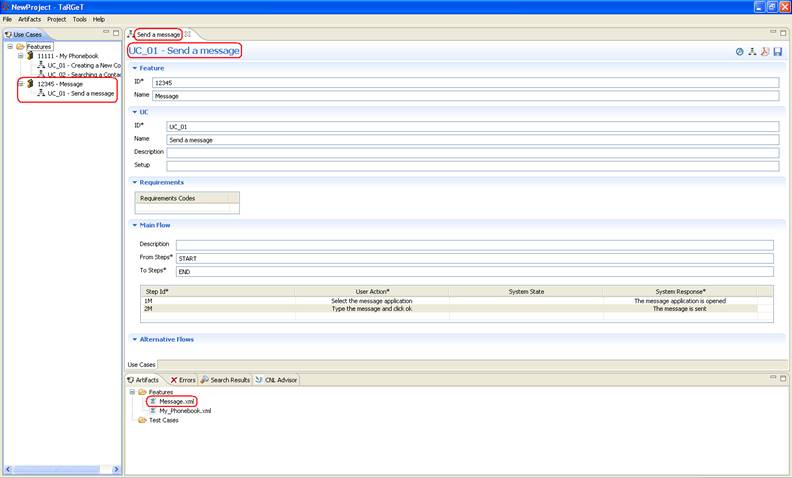 NewProject - TaRGeT
File Artifacts Project Tools Help
Use Cases
Features
11111 - My Phonebook
UC_01 - Creating a New Co
UC_02 - Searching a Conta
12345 - Message
UC_01 - Send a message
Send a message
UC_01 - Send a message
Feature
ID* 12345
Name Message
UC
ID* UC_01
Name Send a message
Description
Setup
Requirements
Requirements Codes
Main Flow
Description
From Steps* START
To Steps* END
Step Id* User Action* System State System Response*
1M Select the message application The message application is opened
2M Type the message and click ok The message is sent
Alternative Flows
Use Cases
Artifacts Errors Search Results CNL Advisor
Features
Message.xml
My_Phonebook.xml
Test Cases